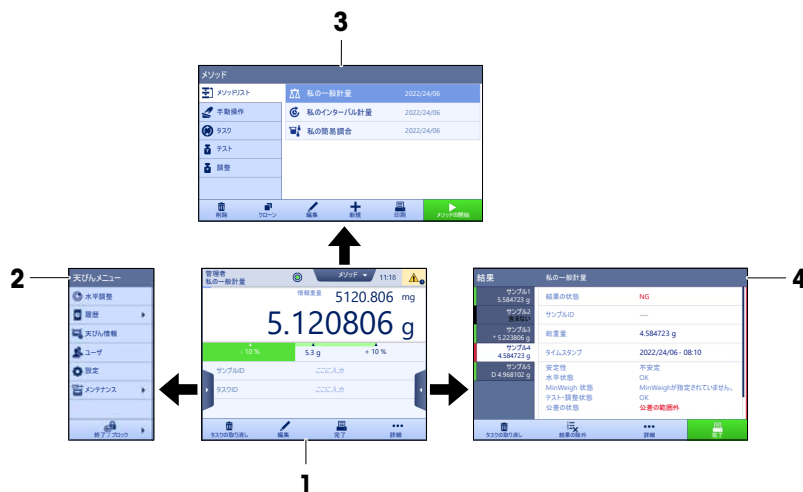 3
メソッド
メソッドリスト
手動操作
タスク
テスト
調整
私の一般計量 2022/24/06
私のインターバル計量 2022/24/06
私の簡易調合 2022/24/06
削除 クローン 編集 新規 印刷 メソッドの開始
2
天びんメニュー
水平調整
履歴
天びん情報
ユーザ
設定
メンテナンス
終了/ブロック
管理者
私の一般計量
メソッド 11:18
情報重量 5120.806 mg
5.120806 g
- 10 % 5.3 g + 10 %
サンプルID ここに入力
タスクID ここに入力
タスクの取り消し 編集 完了 詳細
1
4
結果 私の一般計量
サンプル1
5.584723 g
サンプル2
含まない
サンプル3
* 5.223806 g
サンプル4
4.584723 g
サンプル5
D 4.968102 g
結果の状態 NG
サンプルID ---
総重量 4.584723 g
タイムスタンプ 2022/24/06 - 08:10
安定性 不安定
水平状態 OK
MinWeigh 状態 MinWeighが指定されていません。
テスト・調整状態 OK
公差の状態 公差の範囲外
タスクの取り消し 結果の除外 詳細 完了